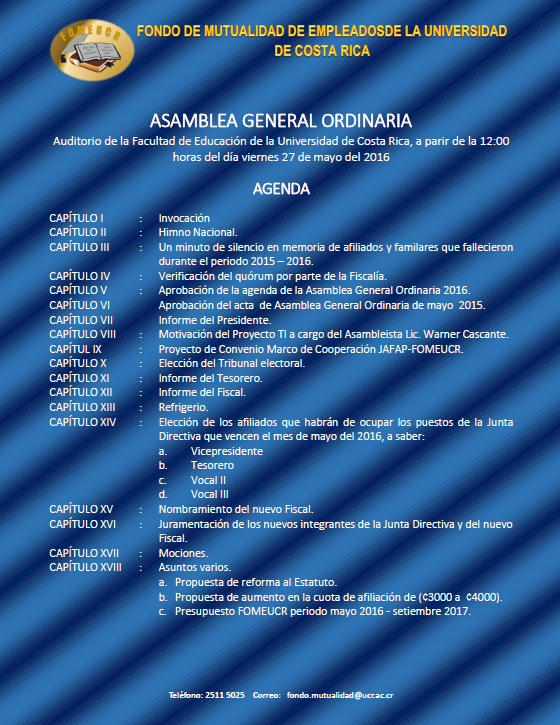 FOMEUCR
FONDO DE MUTUALIDAD DE EMPLEADOSDE LA UNIVERSIDAD
DE COSTA RICA
ASAMBLEA GENERAL ORDINARIA
Auditorio de la Facultad de Educación de la Universidad de Costa Rica, a parir de la 12:00
horas del día viernes 27 de mayo del 2016
AGENDA
CAPÍTULO I : Invocación
CAPÍTULO II : Himno Nacional.
CAPÍTULO III : Un minuto de silencio en memoria de afiliados y familares que fallecieron
durante el periodo 2015 – 2016.
CAPÍTULO IV : Verificación del quórum por parte de la Fiscalía.
CAPÍTULO V : Aprobación de la agenda de la Asamblea General Ordinaria 2016.
CAPÍTULO VI Aprobación del acta de Asamblea General Ordinaria de mayo 2015.
CAPÍTULO VII Informe del Presidente.
CAPÍTULO VIII : Motivación del Proyecto TI a cargo del Asambleista Lic. Warner Cascante.
CAPÍTUL IX : Proyecto de Convenio Marco de Cooperación JAFAP-FOMEUCR.
CAPÍTULO X : Elección del Tribunal electoral.
CAPÍTULO XI : Informe del Tesorero.
CAPÍTULO XII : Informe del Fiscal.
CAPÍTULO XIII : Refrigerio.
CAPÍTULO XIV : Elección de los afiliados que habrán de ocupar los puestos de la Junta
Directiva que vencen el mes de mayo del 2016, a saber:
a. Vicepresidente
b. Tesorero
c. Vocal II
d. Vocal III
CAPÍTULO XV : Nombramiento del nuevo Fiscal.
CAPÍTULO XVI : Juramentación de los nuevos integrantes de la Junta Directiva y del nuevo
Fiscal.
CAPÍTULO XVII : Mociones.
CAPÍTULO XVIII : Asuntos varios.
a. Propuesta de reforma al Estatuto.
b. Propuesta de aumento en la cuota de afiliación de (¢3000 a ¢4000).
c. Presupuesto FOMEUCR periodo mayo 2016 - setiembre 2017.
Teléfono: 2511 5025 Correo: fondo.mutualidad@ucr.ac.cr